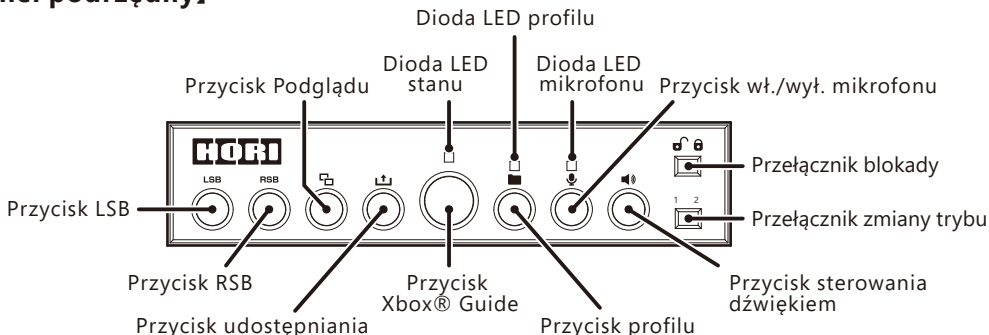 podrządny]
Dioda LED profilu
Dioda LED
stanu
Dioda LED
mikrofonu
Przycisk Podglądu
Przycisk wł./wył. mikrofonu
HORI
LSB
RSB
1 2
Przełącznik blokady
Przycisk LSB
Przełącznik zmiany trybu
Przycisk RSB
Przycisk
Xbox® Guide
Przycisk sterowania
dźwiękiem
Przycisk udostępniania
Przycisk profilu